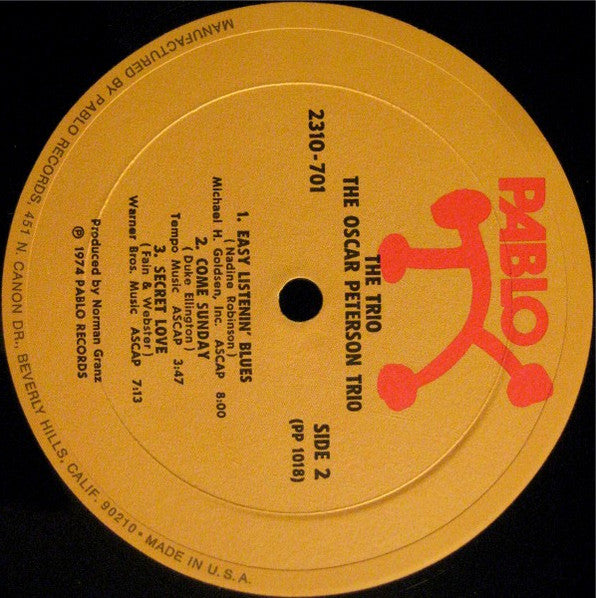 PABLO
THE TRIO
THE OSCAR PETERSON TRIO
2310-701
SIDE 2
(PP 1018)
1. EASY LISTENIN' BLUES
( Nadine Robinson )
Michael H. Goldsen, Inc. ASCAP 8:00
2. COME SUNDAY
( Duke Ellington )
Tempo Music ASCAP 3:47
3. SECRET LOVE
( Fain & Webster )
Warner Bros. Music ASCAP 7:13
Produced by Norman Granz
℗ 1974 PABLO RECORDS
MANUFACTURED BY PABLO RECORDS, 451 N. CANON DR., BEVERLY HILLS, CALIF. 90210 • MADE IN U.S.A.